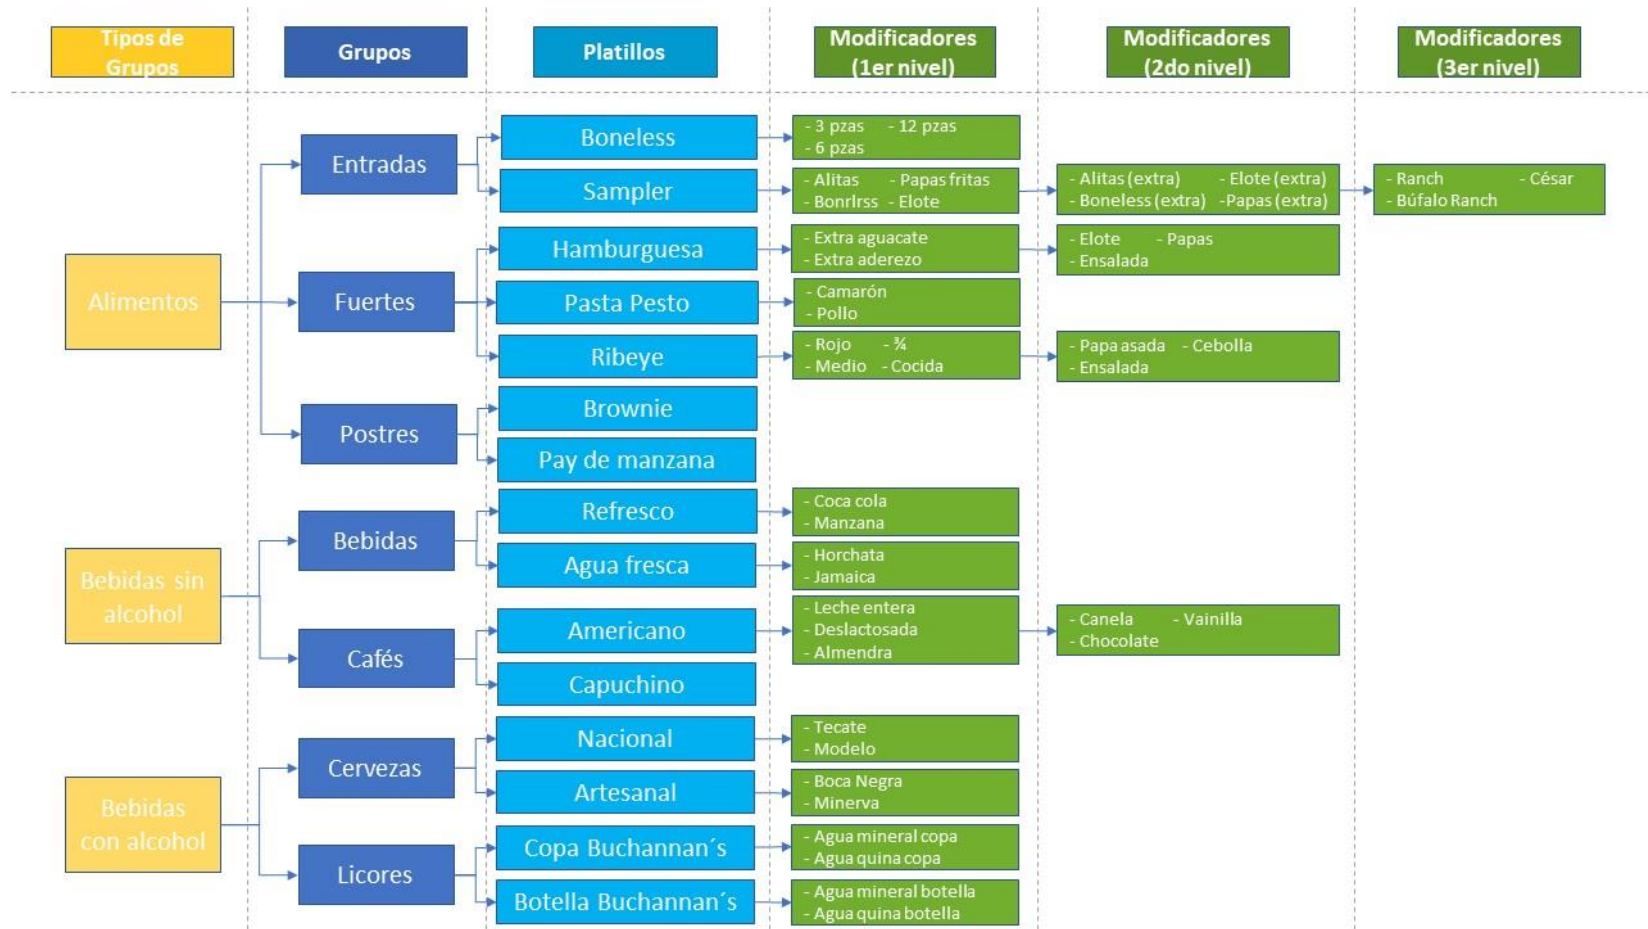 Tipos de
Grupos
Grupos
Platillos
Modificadores
(1er nivel)
Modificadores
(2do nivel)
Modificadores
(3er nivel)
Alimentos
Entradas
Boneless
- 3 pzas - 12 pzas
- 6 pzas
Sampler
- Alitas - Papas fritas
- Bonrlrss - Elote
- Alitas (extra) - Elote (extra)
- Boneless (extra) -Papas (extra)
- Ranch - César
- Búfalo Ranch
Fuertes
Hamburguesa
- Extra aguacate
- Extra aderezo
- Elote - Papas
- Ensalada
Pasta Pesto
- Camarón
- Pollo
Ribeye
- Rojo - ¾
- Medio - Cocida
- Papa asada - Cebolla
- Ensalada
Postres
Brownie
Pay de manzana
Bebidas sin
alcohol
Bebidas
Refresco
- Coca cola
- Manzana
Agua fresca
- Horchata
- Jamaica
Cafés
Americano
- Leche entera
- Deslactosada
- Almendra
- Canela - Vainilla
- Chocolate
Capuchino
Bebidas
con alcohol
Cervezas
Nacional
- Tecate
- Modelo
Artesanal
- Boca Negra
- Minerva
Licores
Copa Buchannan´s
- Agua mineral copa
- Agua quina copa
Botella Buchannan´s
- Agua mineral botella
- Agua quina botella